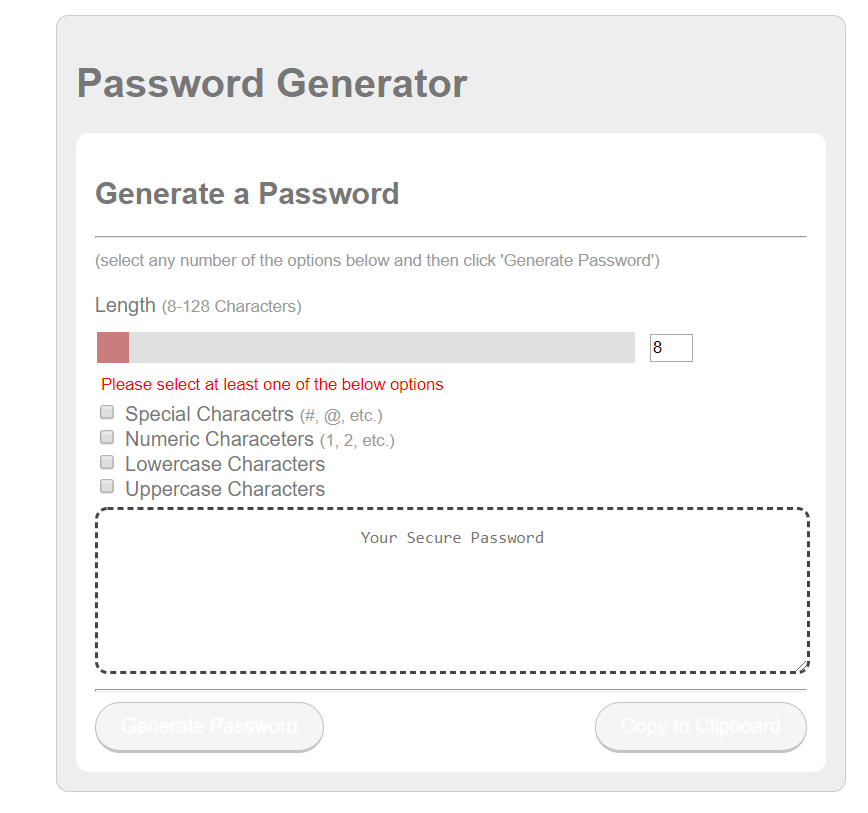 Password Generator
Generate a Password
(select any number of the options below and then click 'Generate Password')
Length (8-128 Characters)
8
Please select at least one of the below options
Special Characetrs (#, @, etc.)
Numeric Characeters (1, 2, etc.)
Lowercase Characters
Uppercase Characters
Your Secure Password
Generate Password
Copy to Clipboard